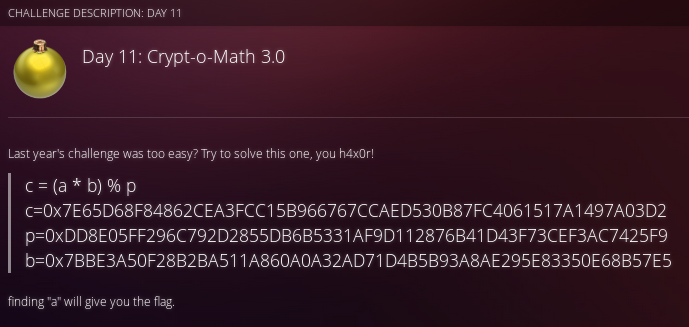 CHALLENGE DESCRIPTION: DAY 11
Day 11: Crypt-o-Math 3.0
Last year's challenge was too easy? Try to solve this one, you h4x0r!
c = (a * b) % p
c=0x7E65D68F84862CEA3FCC15B966767CCAED530B87FC4061517A1497A03D2
p=0xDD8E05FF296C792D2855DB6B5331AF9D112876B41D43F73CEF3AC7425F9
b=0x7BBE3A50F28B2BA511A860A0A32AD71D4B5B93A8AE295E83350E68B57E5
finding "a" will give you the flag.